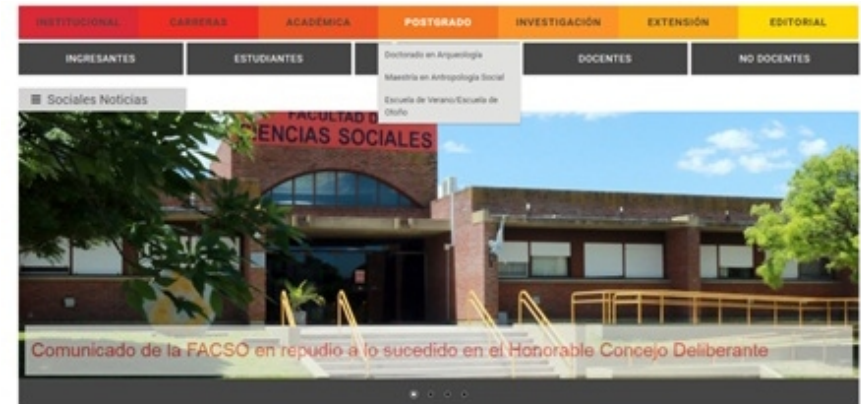 INSTITUCIONAL CARRERAS ACADÉMICA POSTGRADO INVESTIGACIÓN EXTENSIÓN EDITORIAL
INGRESANTES ESTUDIANTES DOCENTES NO DOCENTES
Doctorado en Arqueología
Maestría en Antropología Social
Escuela de Verano/Escuela de
Otoño
Sociales Noticias
FACULTAD D
CIENCIAS SOCIALES
Comunicado de la FACSO en repudio a lo sucedido en el Honorable Concejo Deliberante